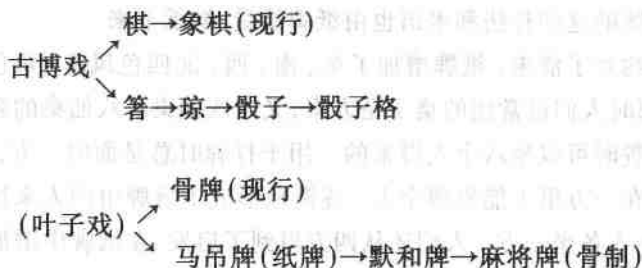 棋→象棋(现行)
古博戏
箸→琼→骰子→骰子格
骨牌(现行)
(叶子戏)
马吊牌(纸牌)→默和牌→麻将牌(骨制)